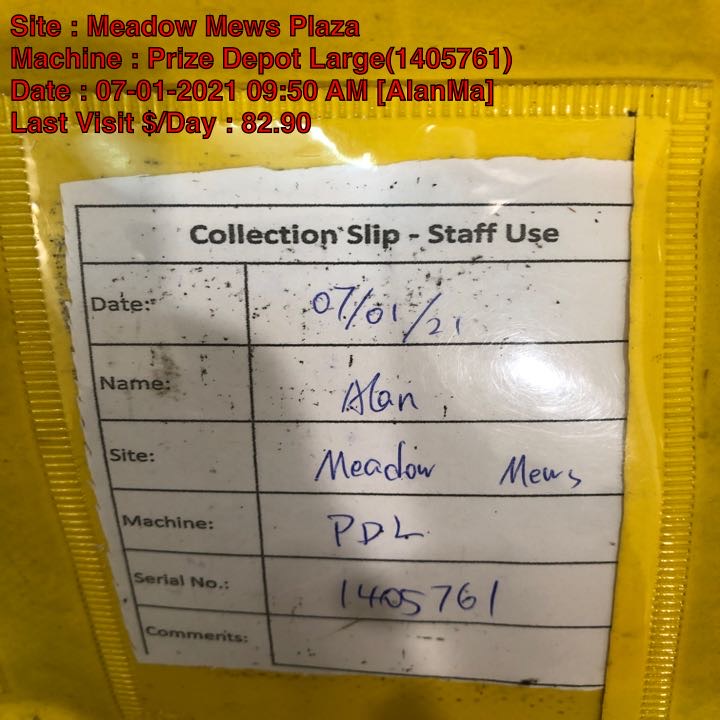 Site : Meadow Mews Plaza
Machine : Prize Depot Large(1405761)
Date : 07-01-2021 09:50 AM [AlanMa]
Last Visit $/Day : 82.90
Collection Slip - Staff Use
Date: 07/01/21
Name: Alan
Site: Meadow Mews
Machine: PDL
Serial No.: 1405761
Comments: